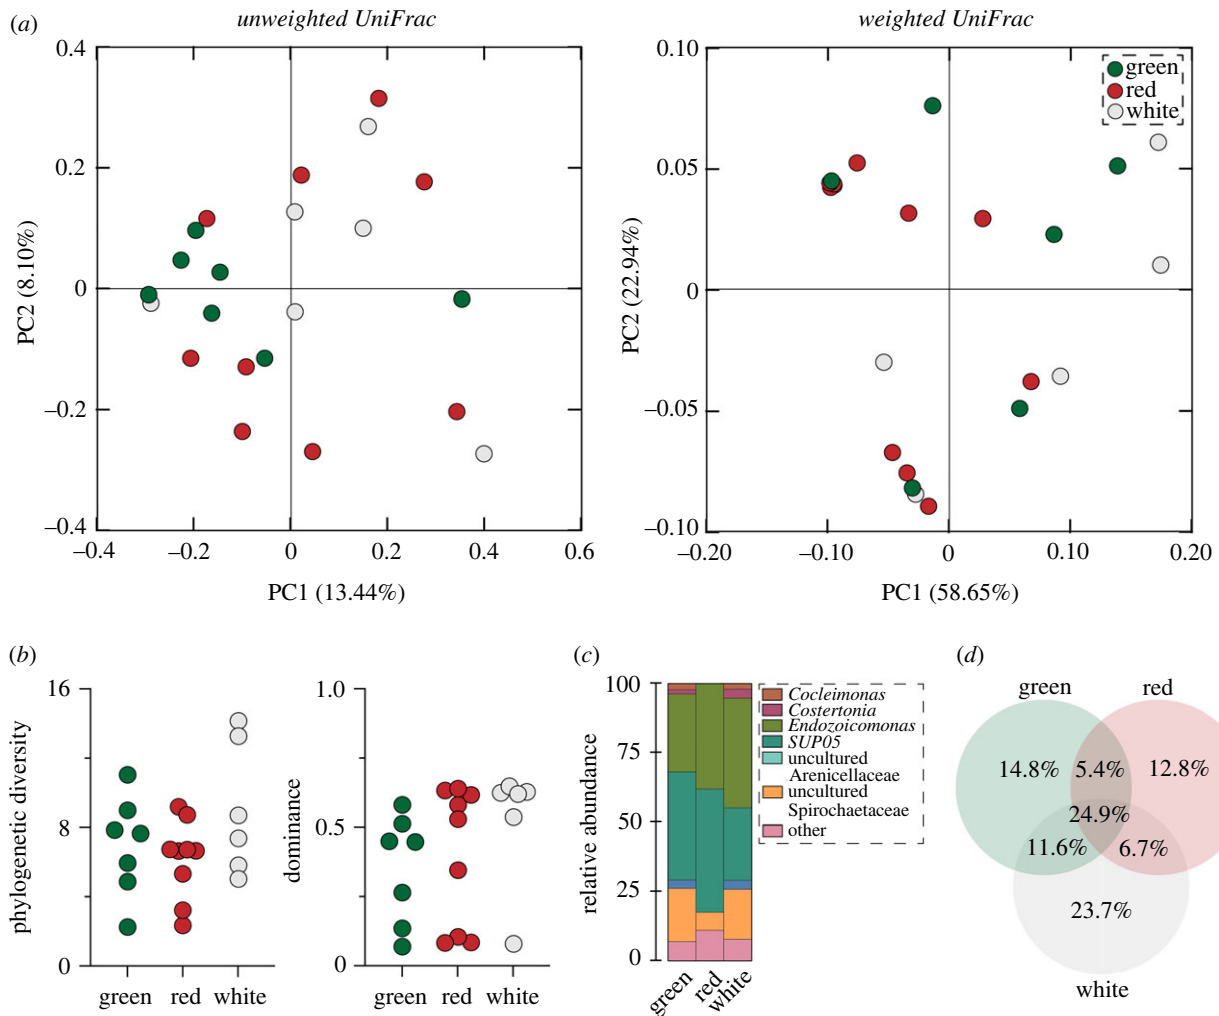 (a)
unweighted UniFrac
weighted UniFrac
0.4
0.2
0
–0.2
–0.4
PC2 (8.10%)
–0.4
–0.2
0
0.2
0.4
0.6
PC1 (13.44%)
0.10
0.05
0
–0.05
–0.10
PC2 (22.94%)
–0.20
–0.10
0
0.10
0.20
PC1 (58.65%)
green
red
white
(b)
16
8
0
phylogenetic diversity
green red white
1.0
0.5
0
dominance
green red white
(c)
100
75
50
25
0
relative abundance
green
red
white
Cocleimonas
Costertonia
Endozoicomonas
SUP05
uncultured
Arenicellaceae
uncultured
Spirochaetaceae
other
(d)
green
red
14.8%
5.4%
12.8%
24.9%
11.6%
6.7%
23.7%
white